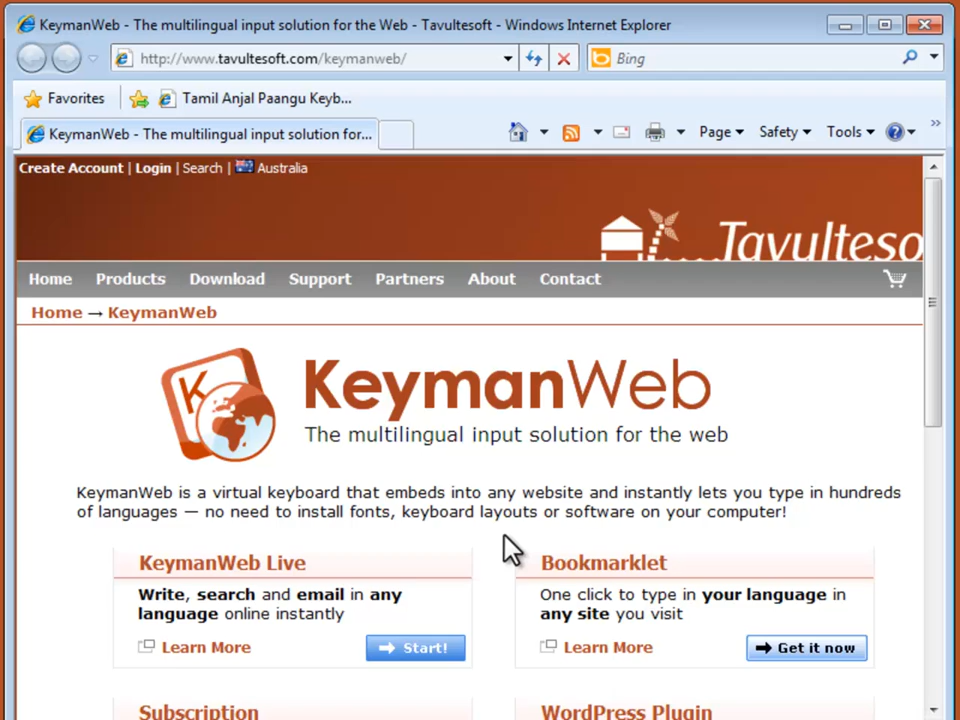 KeymanWeb - The multilingual input solution for the Web - Tavultesoft - Windows Internet Explorer
http://www.tavultesoft.com/keymanweb/
Bing
Favorites
Tamil Anjal Paangu Keyb...
KeymanWeb - The multilingual input solution for...
Page
Safety
Tools
Create Account | Login | Search | Australia
Tavulteso
Home Products Download Support Partners About Contact
Home → KeymanWeb
KeymanWeb
The multilingual input solution for the web
KeymanWeb is a virtual keyboard that embeds into any website and instantly lets you type in hundreds
of languages — no need to install fonts, keyboard layouts or software on your computer!
KeymanWeb Live
Write, search and email in any
language online instantly
Learn More
Start!
Bookmarklet
One click to type in your language in
any site you visit
Learn More
Get it now
Subscription
WordPress Plugin